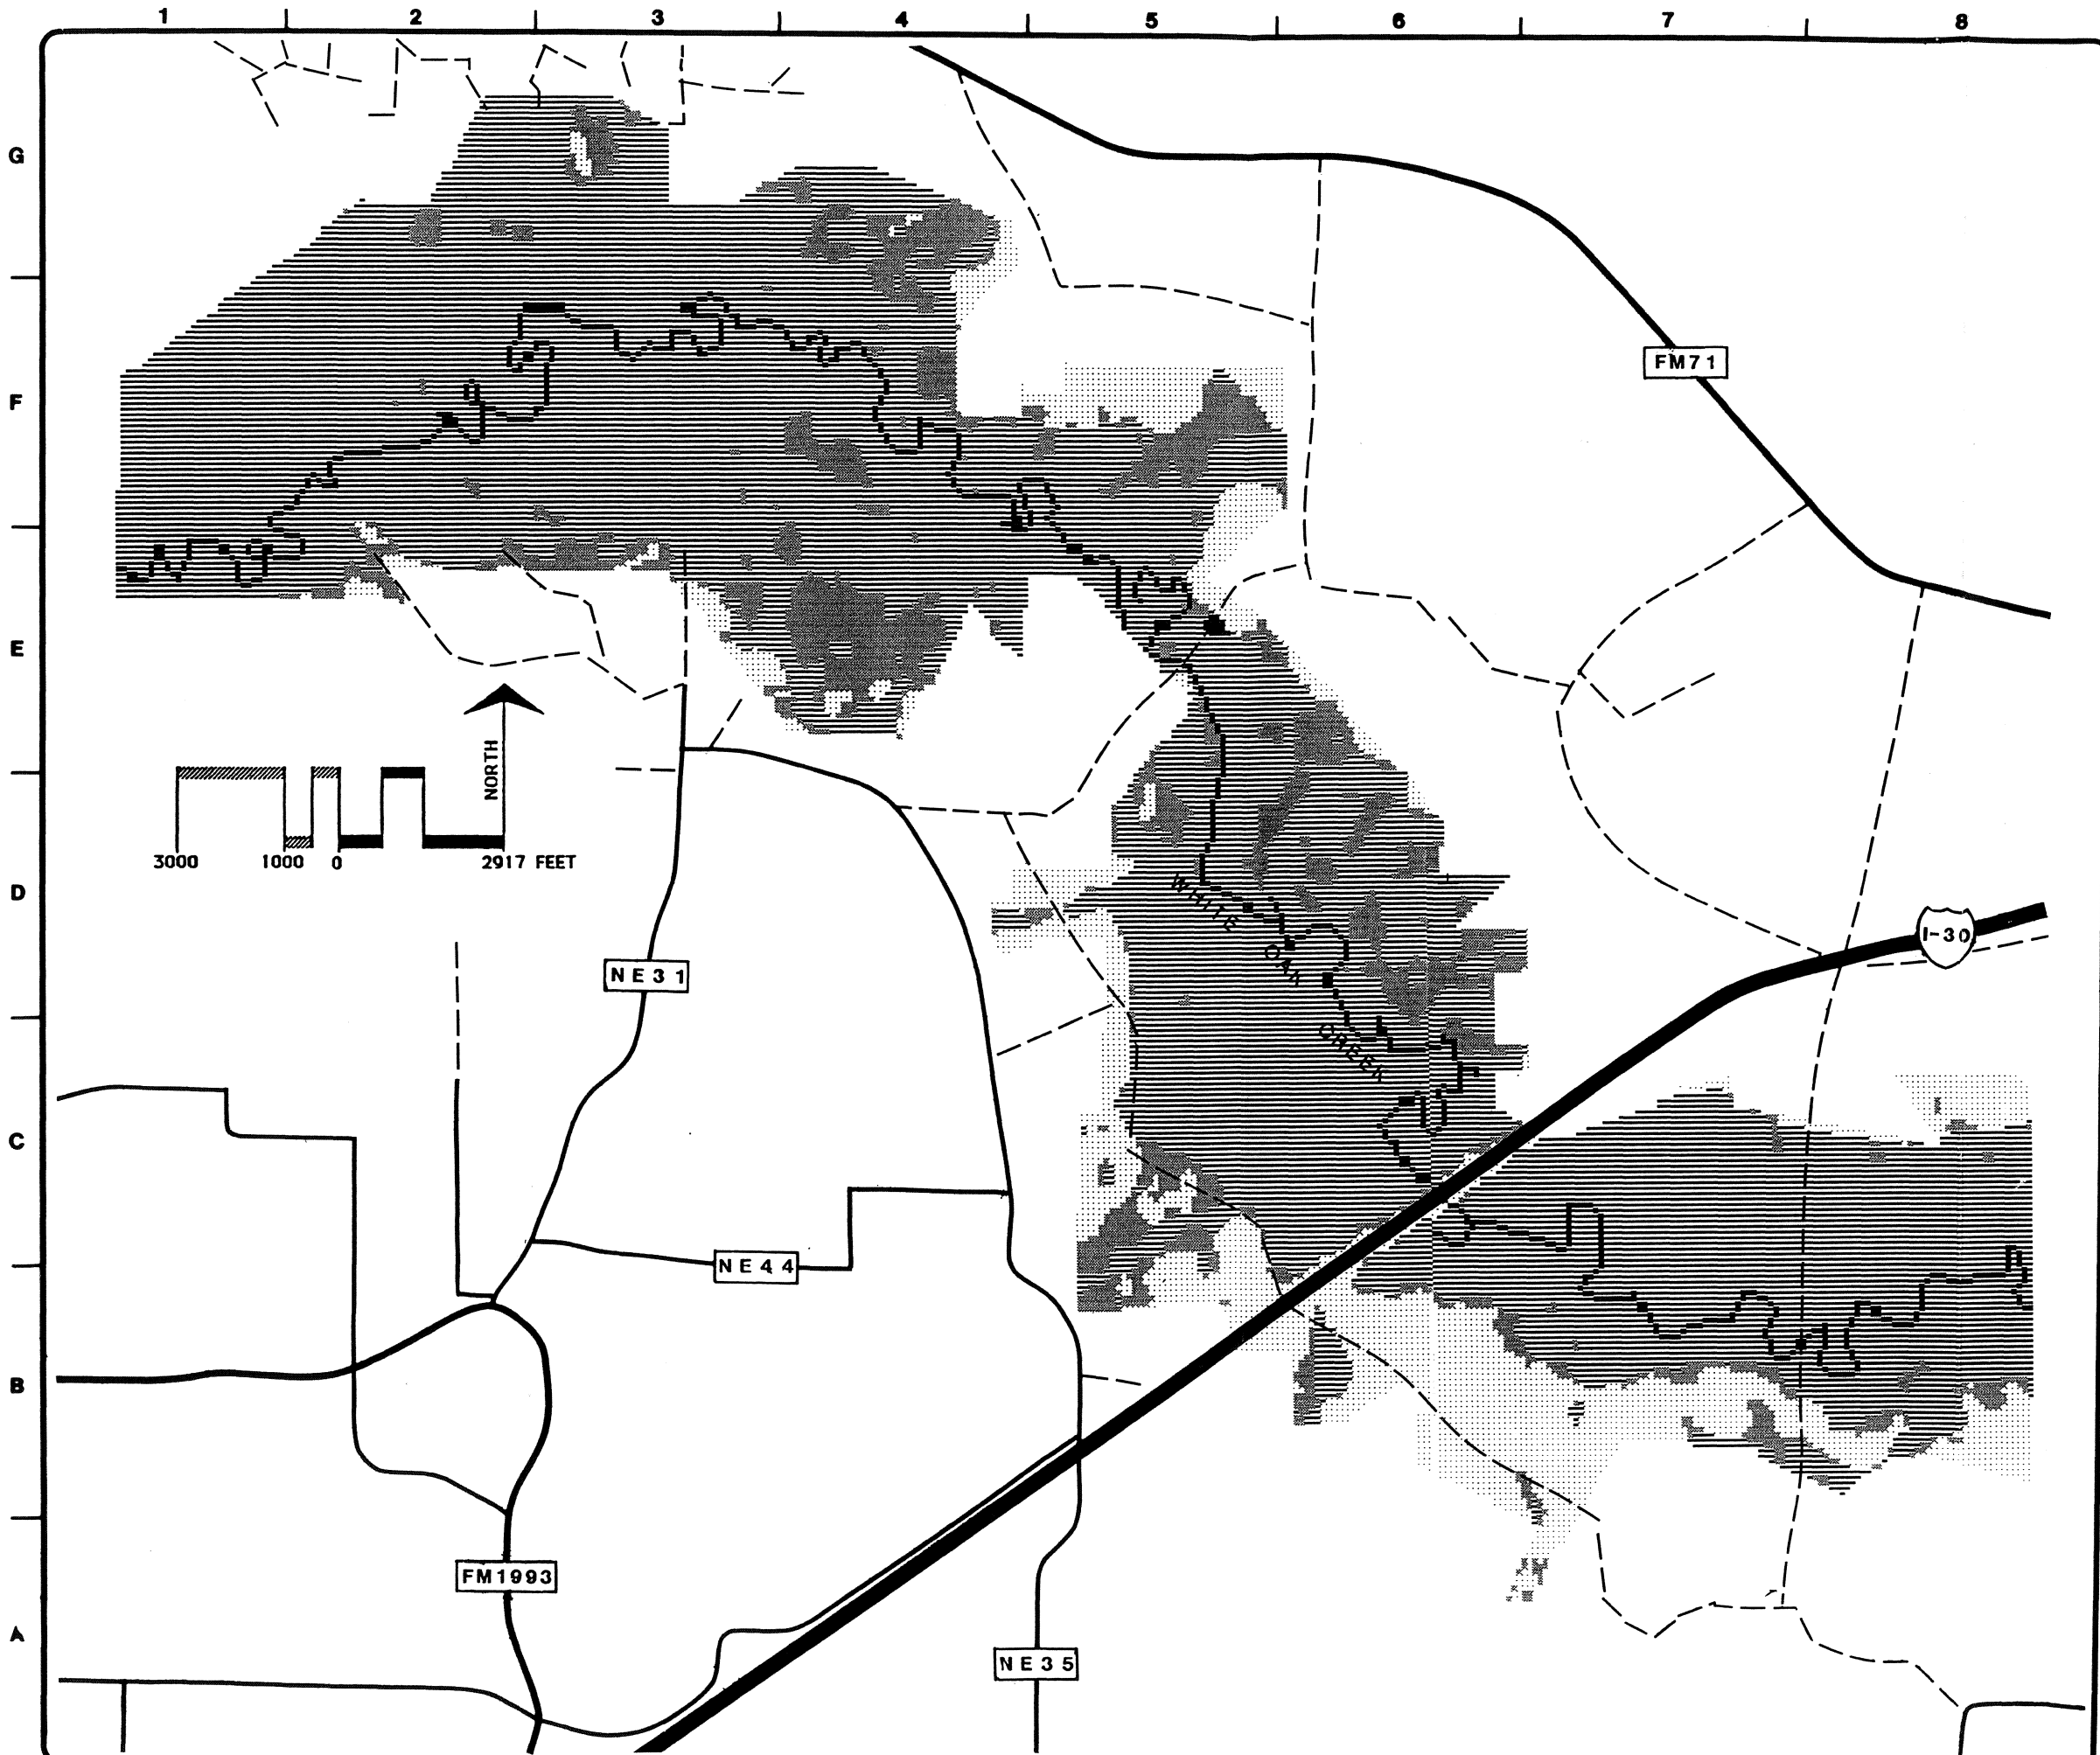 1 2 3 4 5 6 7 8
G
F
FM71
E
NORTH
3000 1000 0 2917 FEET
D
WHITE
OAK
CREEK
I-30
NE31
C
NE44
B
FM1993
A
NE35